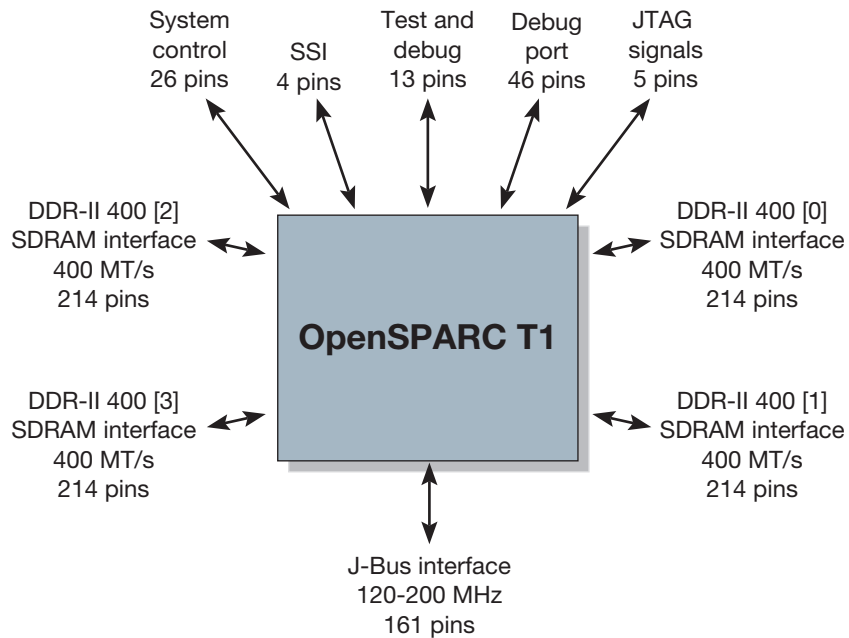 System
control
26 pins
SSI
4 pins
Test and
debug
13 pins
Debug
port
46 pins
JTAG
signals
5 pins
DDR-II 400 [2]
SDRAM interface
400 MT/s
214 pins
DDR-II 400 [0]
SDRAM interface
400 MT/s
214 pins
OpenSPARC T1
DDR-II 400 [3]
SDRAM interface
400 MT/s
214 pins
DDR-II 400 [1]
SDRAM interface
400 MT/s
214 pins
J-Bus interface
120-200 MHz
161 pins